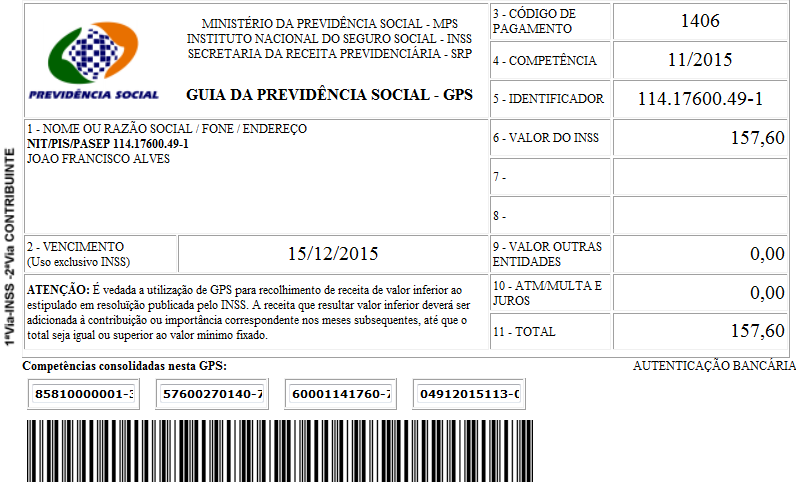 MINISTÉRIO DA PREVIDÊNCIA SOCIAL - MPS
INSTITUTO NACIONAL DO SEGURO SOCIAL - INSS
SECRETARIA DA RECEITA PREVIDENCIÁRIA - SRP
PREVIDÊNCIA SOCIAL
GUIA DA PREVIDÊNCIA SOCIAL - GPS
3 - CÓDIGO DE
PAGAMENTO
1406
4 - COMPETÊNCIA
11/2015
5 - IDENTIFICADOR
114.17600.49-1
1 - NOME OU RAZÃO SOCIAL / FONE / ENDEREÇO
NIT/PIS/PASEP 114.17600.49-1
JOAO FRANCISCO ALVES
6 - VALOR DO INSS
157,60
7 -
8 -
2 - VENCIMENTO
(Uso exclusivo INSS)
15/12/2015
9 - VALOR OUTRAS
ENTIDADES
0,00
ATENÇÃO: É vedada a utilização de GPS para recolhimento de receita de valor inferior ao
estipulado em resoluição publicada pelo INSS. A receita que resultar valor inferior deverá ser
adicionada à contribuição ou importância correspondente nos meses subsequentes, até que o
total seja igual ou superior ao valor mínimo fixado.
10 - ATM/MULTA E
JUROS
0,00
11 - TOTAL
157,60
1ªVia-INSS -2ªVia CONTRIBUINTE
Competências consolidadas nesta GPS:
AUTENTICAÇÃO BANCÁRIA
85810000001-3
57600270140-7
60001141760-7
04912015113-0